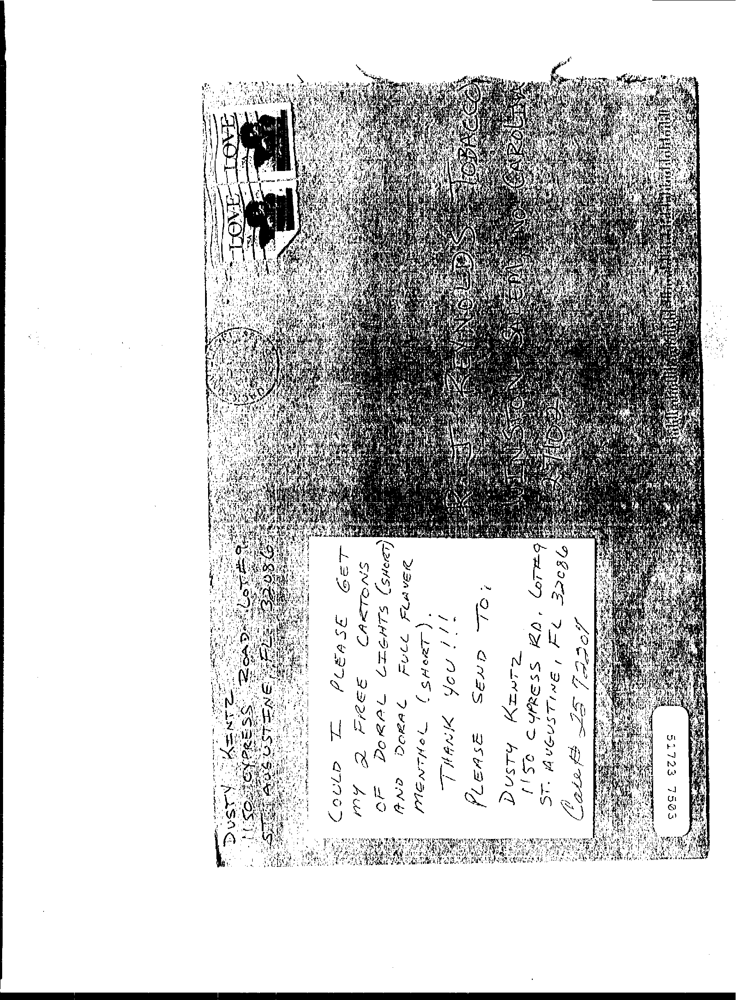 DUSTY KINTZ
1150 CYPRESS ROAD. LOT#9
ST. AUGUSTINE, FL. 32086
LOVE LOVE
R. J. REYNOLDS TOBACCO
WINSTON SALEM, NO. CAROLINA
27102
COULD I PLEASE GET
MY 2 FREE CARTONS
OF DORAL LIGHTS (SHORT)
AND DORAL FULL FLAVER
MENTHOL (SHORT).
THANK YOU!!!
PLEASE SEND TO:
DUSTY KINTZ
1150 CYPRESS RD. LOT#9
ST. AUGUSTINE, FL 32086
Case# 2572204
51723 7503